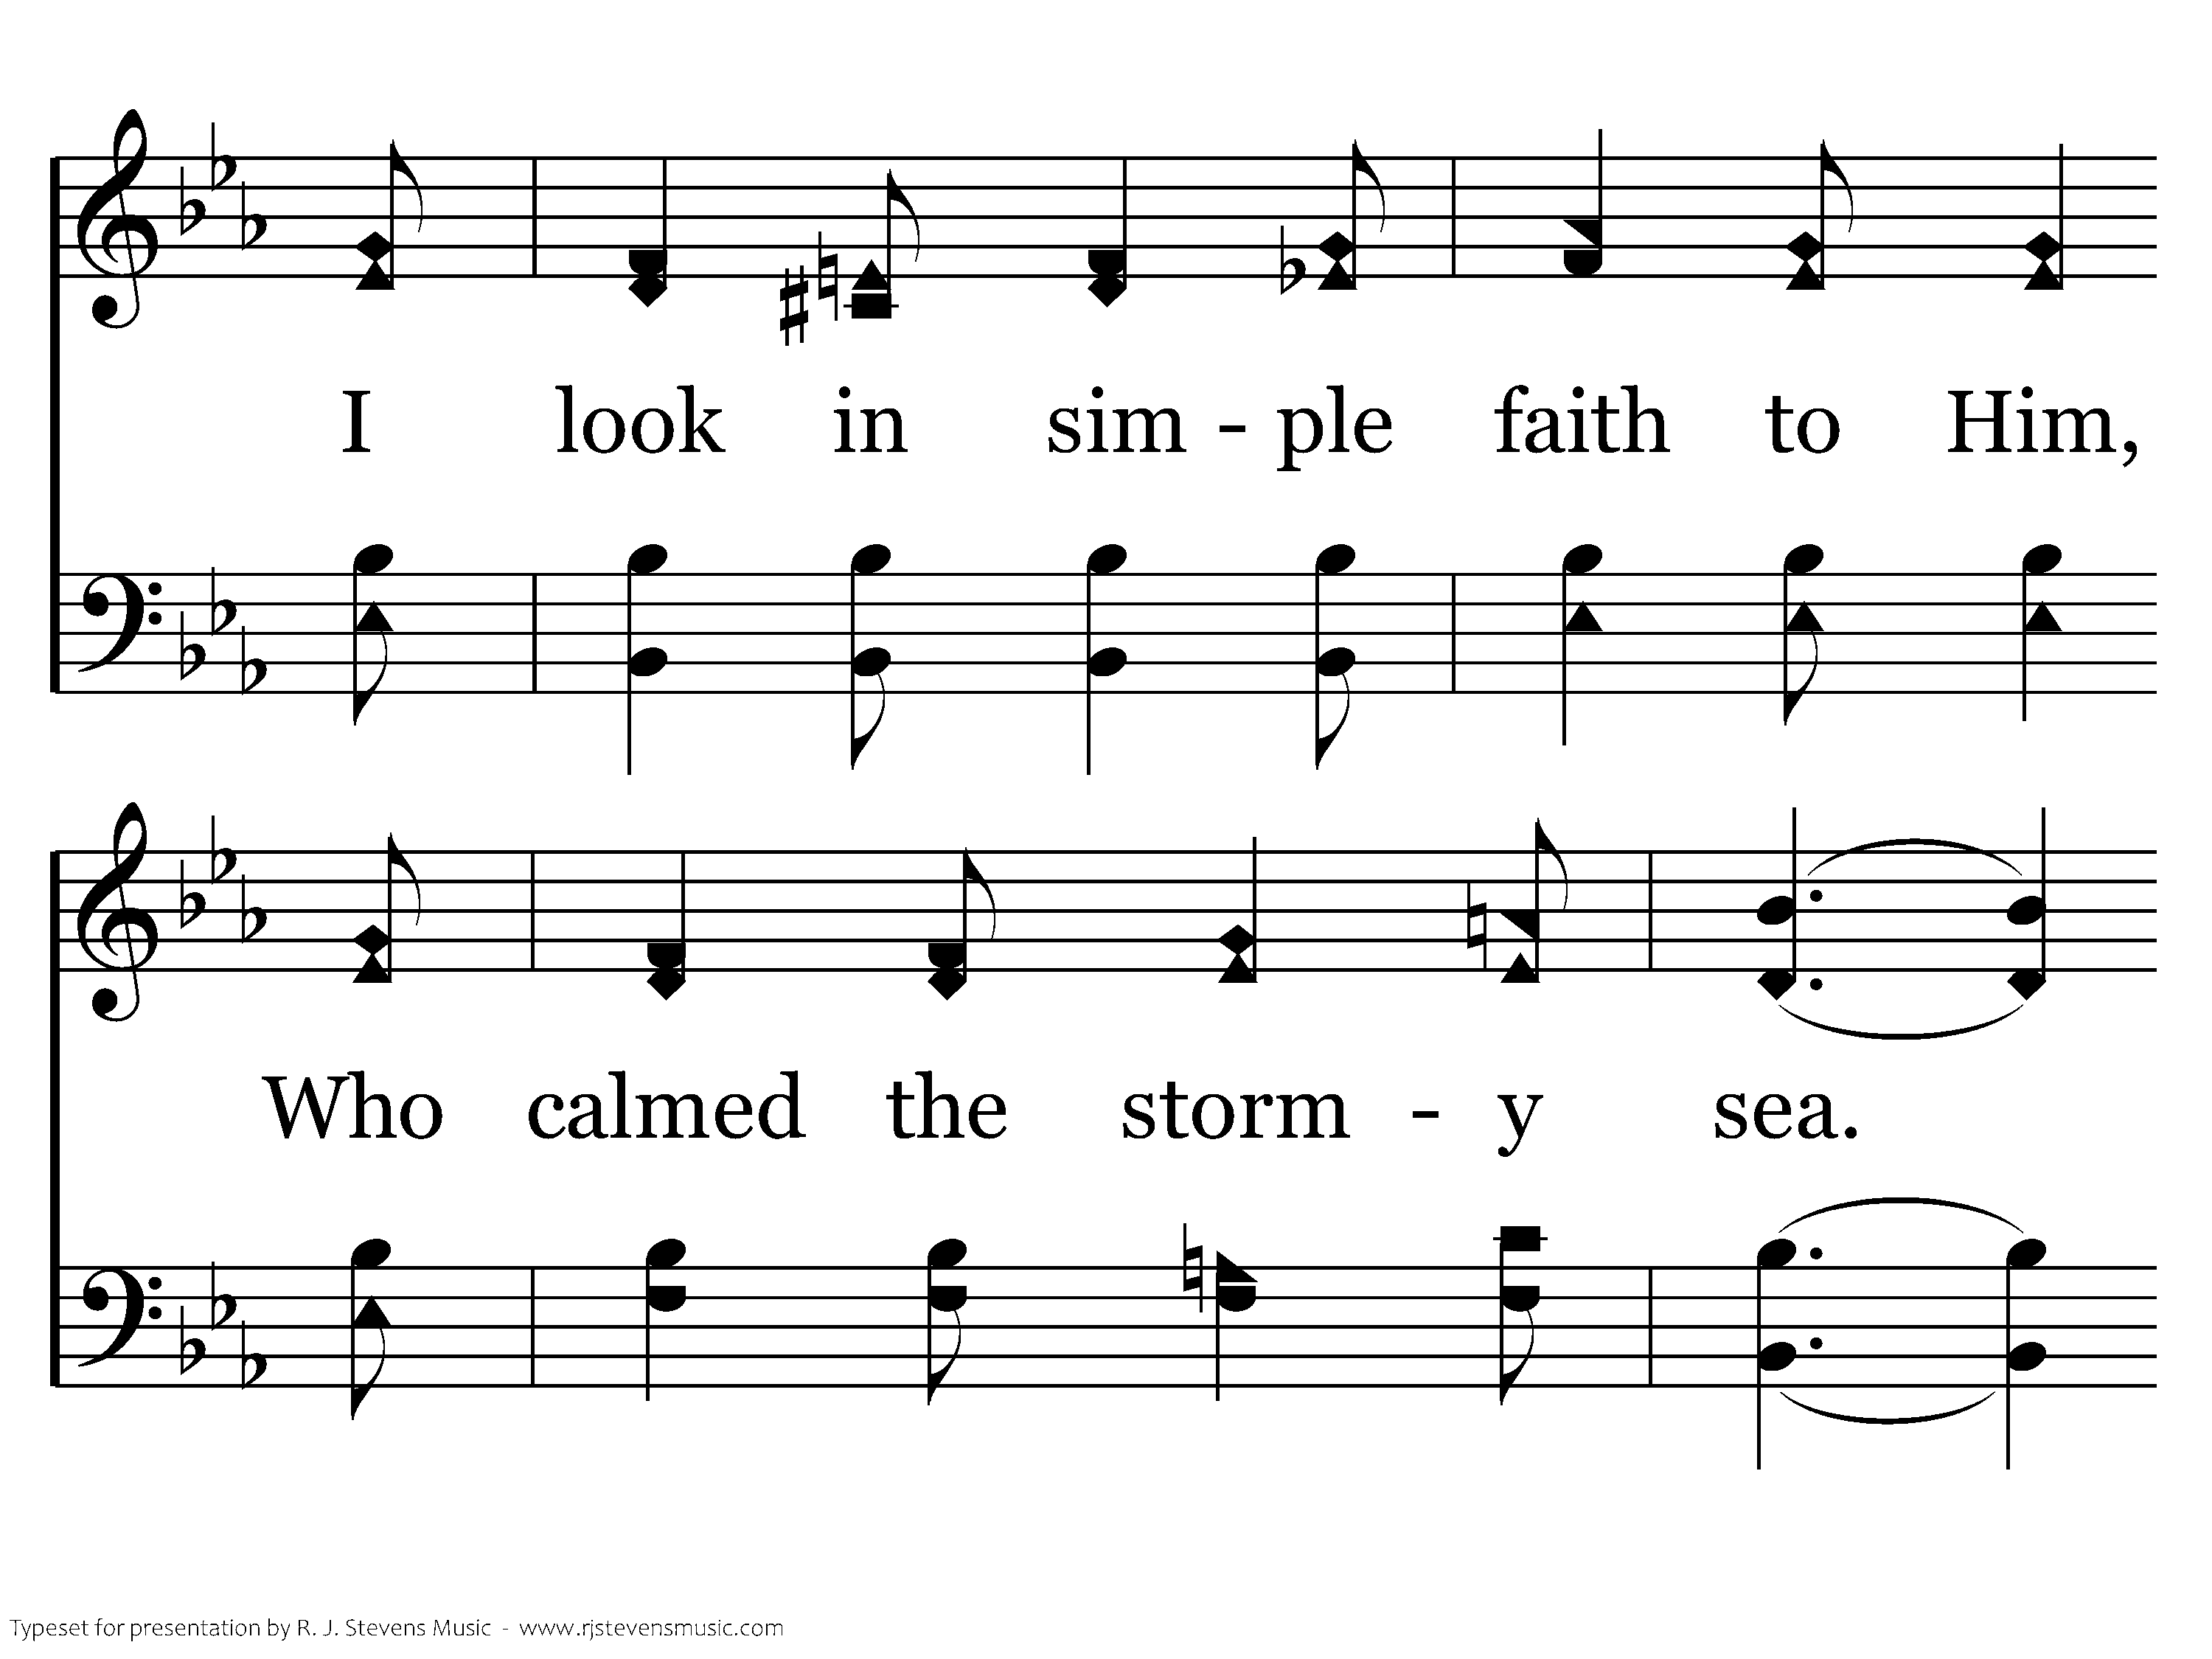 I look in sim - ple faith to Him,
Who calmed the storm - y sea.
Typeset for presentation by R. J. Stevens Music - www.rjstevensmusic.com